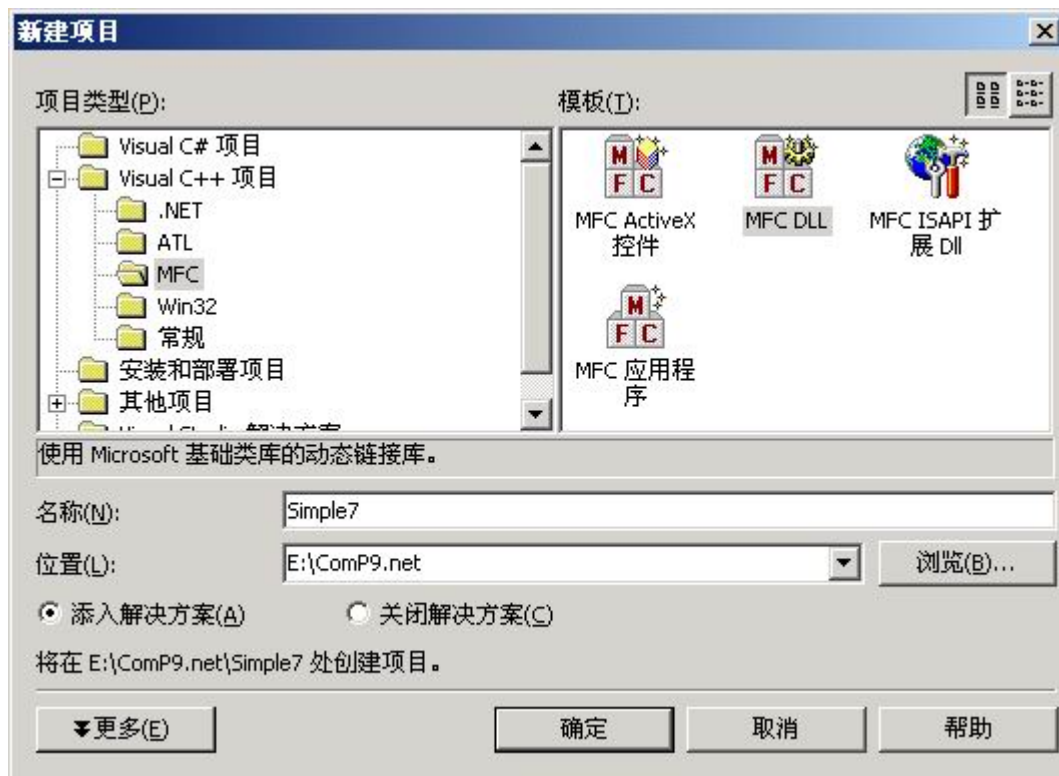 新建项目
项目类型(P):
模板(T):
Visual C# 项目
Visual C++ 项目
.NET
ATL
MFC
Win32
常规
安装和部署项目
其他项目
MFC ActiveX
控件
MFC DLL
MFC ISAPI 扩
展 Dll
MFC 应用程
序
使用 Microsoft 基础类库的动态链接库。
名称(N):
Simple7
位置(L):
E:\ComP9.net
浏览(B)...
添入解决方案(A)
关闭解决方案(C)
将在 E:\ComP9.net\Simple7 处创建项目。
更多(E)
确定
取消
帮助